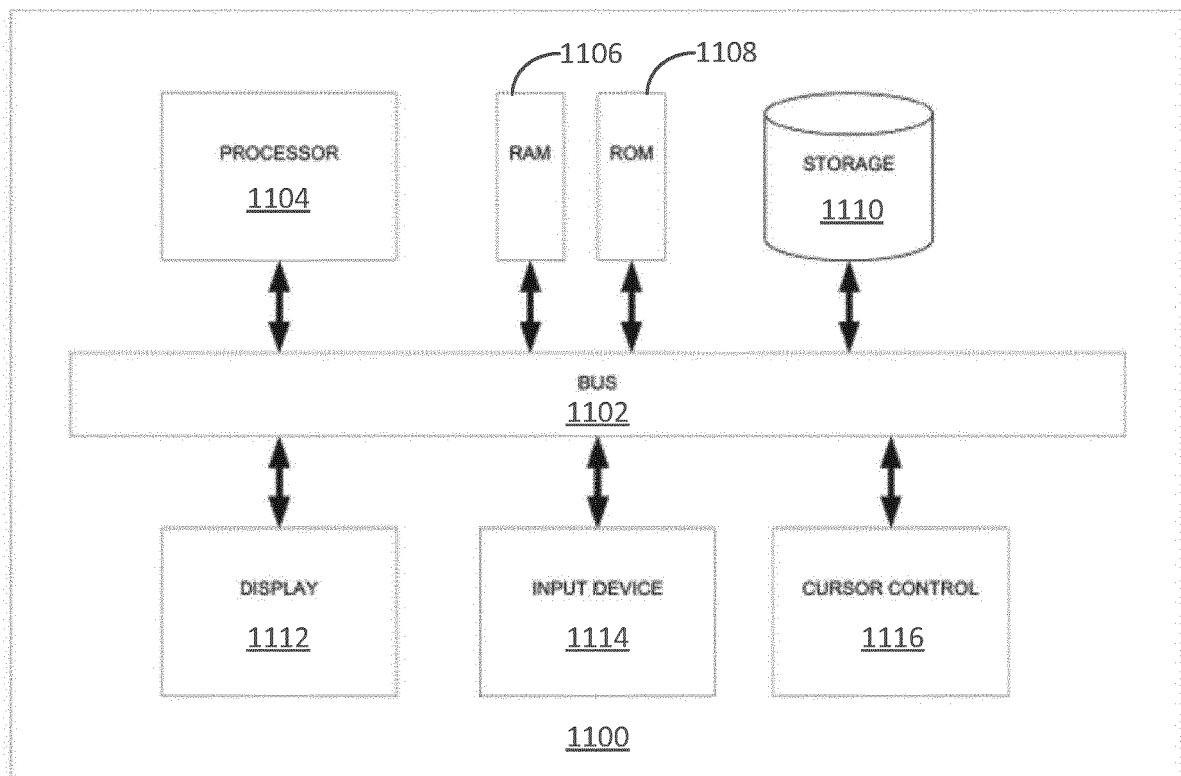 1106
1108
PROCESSOR
1104
RAM
ROM
STORAGE
1110
BUS
1102
DISPLAY
1112
INPUT DEVICE
1114
CURSOR CONTROL
1116
1100